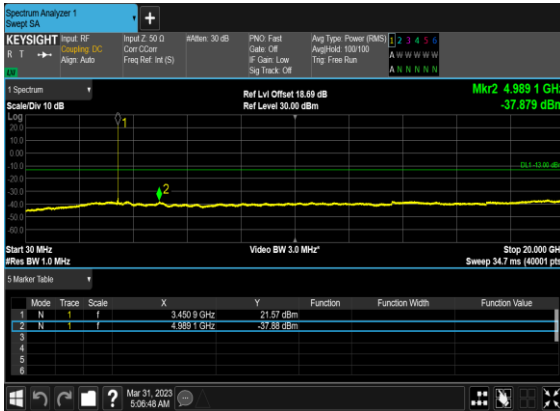 Spectrum Analyzer 1
Swept SA
+
KEYSIGHT Input: RF Input Z: 50 Ω #Atten: 30 dB PNO: Fast Avg Type: Power (RMS) 1 2 3 4 5 6
R T Coupling: DC Corr CCorr Gate: Off Avg|Hold: 100/100 A W W W W W
Align: Auto Freq Ref: Int (S) IF Gain: Low Trig: Free Run
Sig Track: Off A N N N N N
1 Spectrum Ref Lvl Offset 18.69 dB Mkr2 4.989 1 GHz
Scale/Div 10 dB Ref Level 30.00 dBm -37.879 dBm
Log
20.0
10.0
0.00
-10.0
DL1 -13.00 dBm
-20.0
-30.0
-40.0
-50.0
-60.0
1
2
Start 30 MHz Video BW 3.0 MHz* Stop 20.000 GHz
#Res BW 1.0 MHz Sweep 34.7 ms (40001 pts)
5 Marker Table
Mode Trace Scale X Y Function Function Width Function Value
1 N 1 f 3.450 9 GHz 21.57 dBm
2 N 1 f 4.989 1 GHz -37.88 dBm
3
4
5
6
? Mar 31, 2023
5:06:48 AM